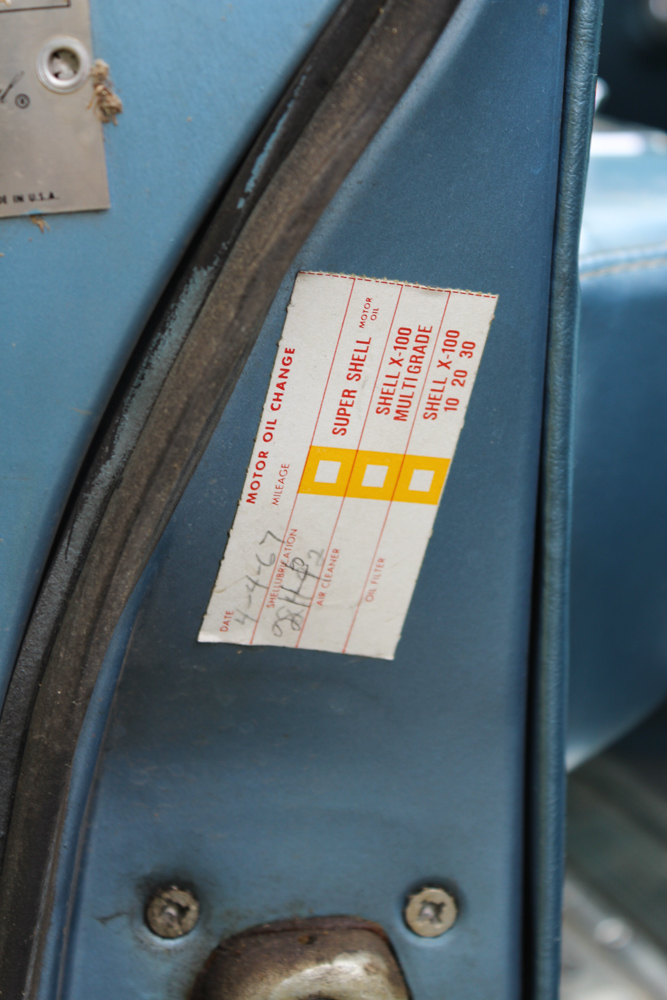 DE IN U.S.A.
MOTOR OIL CHANGE
DATE MILEAGE
4-4-67
SHELLUBRICATION
SUPER SHELL MOTOR OIL
AIR CLEANER
SHELL X-100
MULTIGRADE
OIL FILTER
SHELL X-100
10 20 30